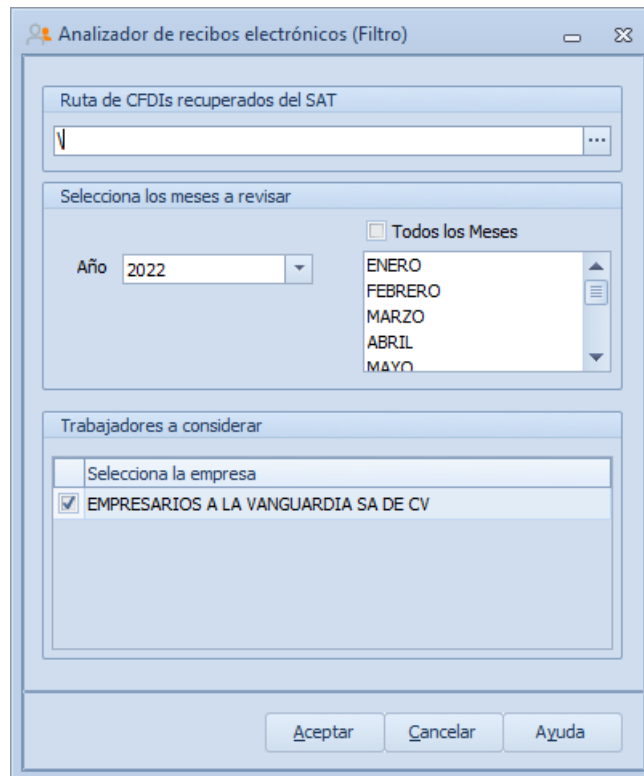 Analizador de recibos electrónicos (Filtro)
Ruta de CFDIs recuperados del SAT
\
...
Selecciona los meses a revisar
Todos los Meses
Año 2022
ENERO
FEBRERO
MARZO
ABRIL
MAYO
Trabajadores a considerar
Selecciona la empresa
EMPRESARIOS A LA VANGUARDIA SA DE CV
Aceptar Cancelar Ayuda